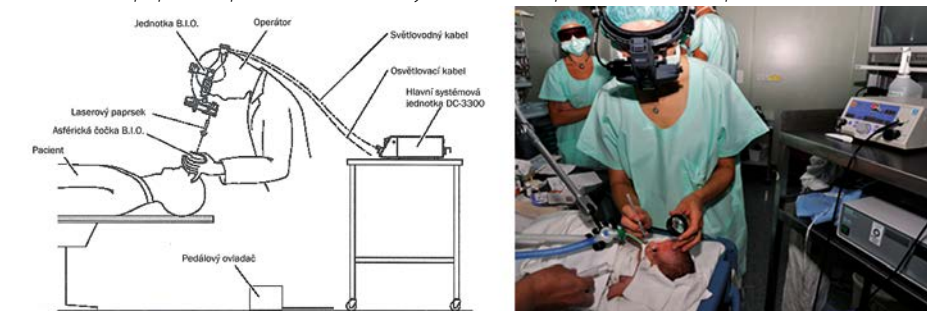 Jednotka B.I.O.
Operátor
Světlovodný kabel
Osvětlovací kabel
Hlavní systémová
jednotka DC-3300
Laserový paprsek
Asférická čočka B.I.O.
Pacient
Pedálový ovladač